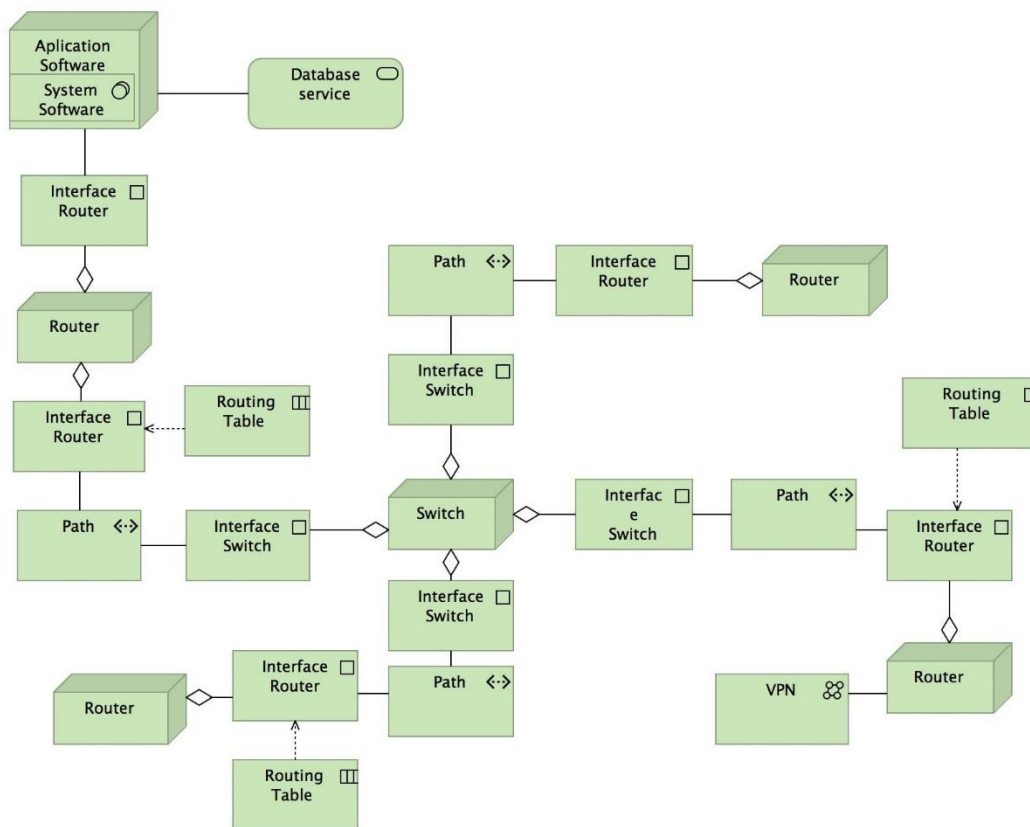 Aplication
Software
System
Software
Database
service
Interface
Router
Router
Interface
Router
Routing
Table
Path
Interface
Switch
Path
Interface
Router
Router
Interface
Switch
Switch
Interfac
e
Switch
Path
Routing
Table
Interface
Router
Router
VPN
Interface
Switch
Path
Interface
Router
Router
Routing
Table